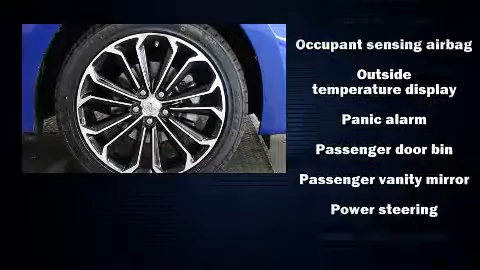 Occupant sensing airbag
Outside
temperature display
Panic alarm
Passenger door bin
Passenger vanity mirror
Power steering